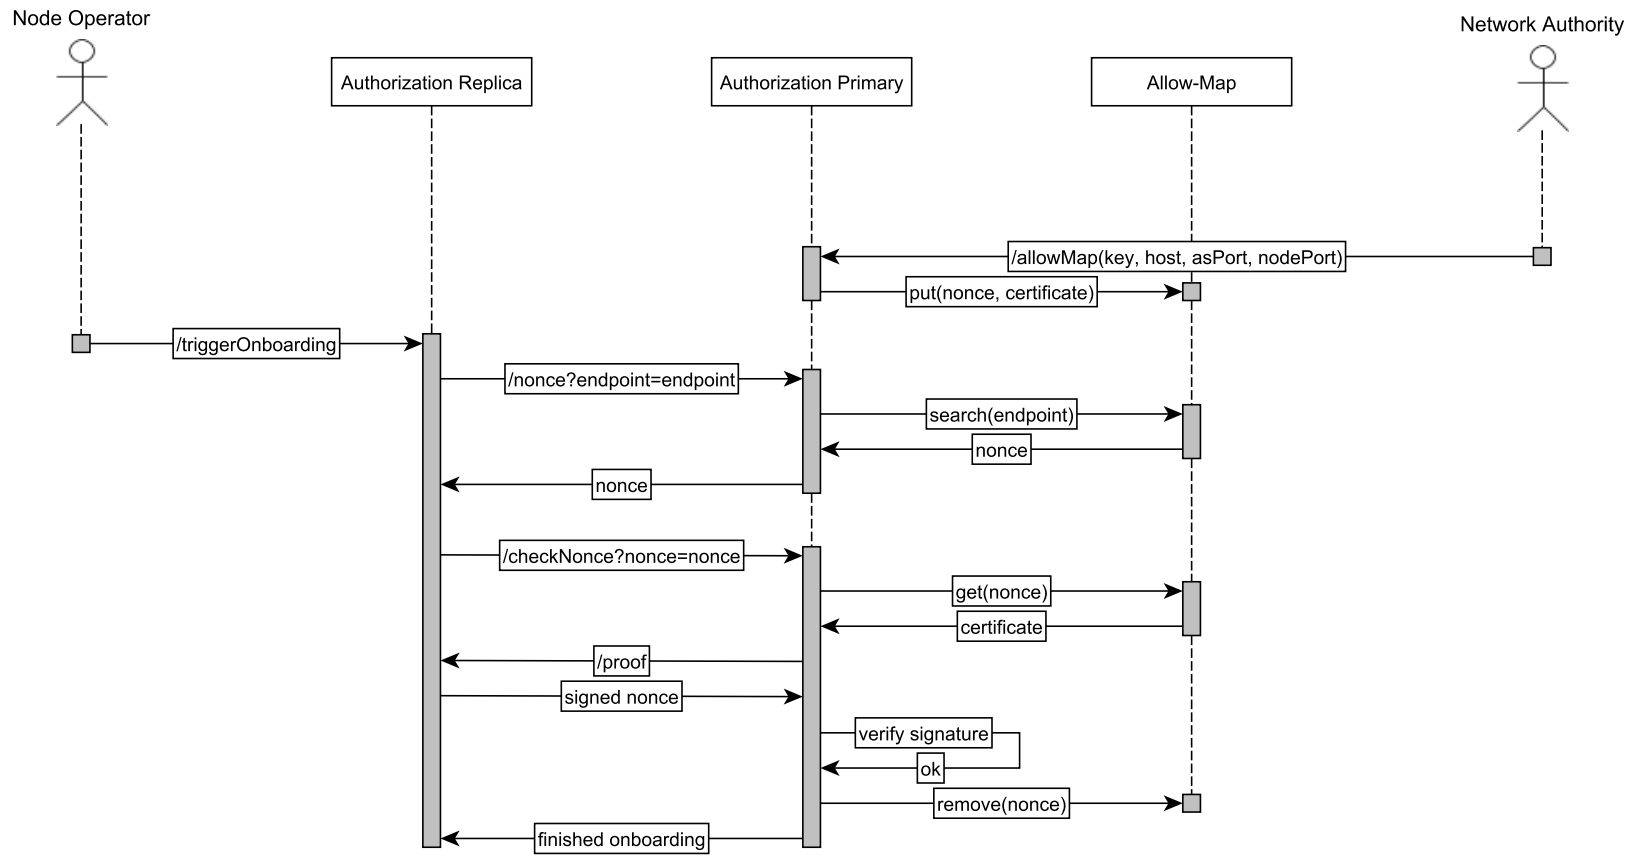 Node Operator
Network Authority
Authorization Replica
Authorization Primary
Allow-Map
/allowMap(key, host, asPort, nodePort)
put(nonce, certificate)
/triggerOnboarding
/nonce?endpoint=endpoint
search(endpoint)
nonce
nonce
/checkNonce?nonce=nonce
get(nonce)
certificate
/proof
signed nonce
verify signature
ok
remove(nonce)
finished onboarding